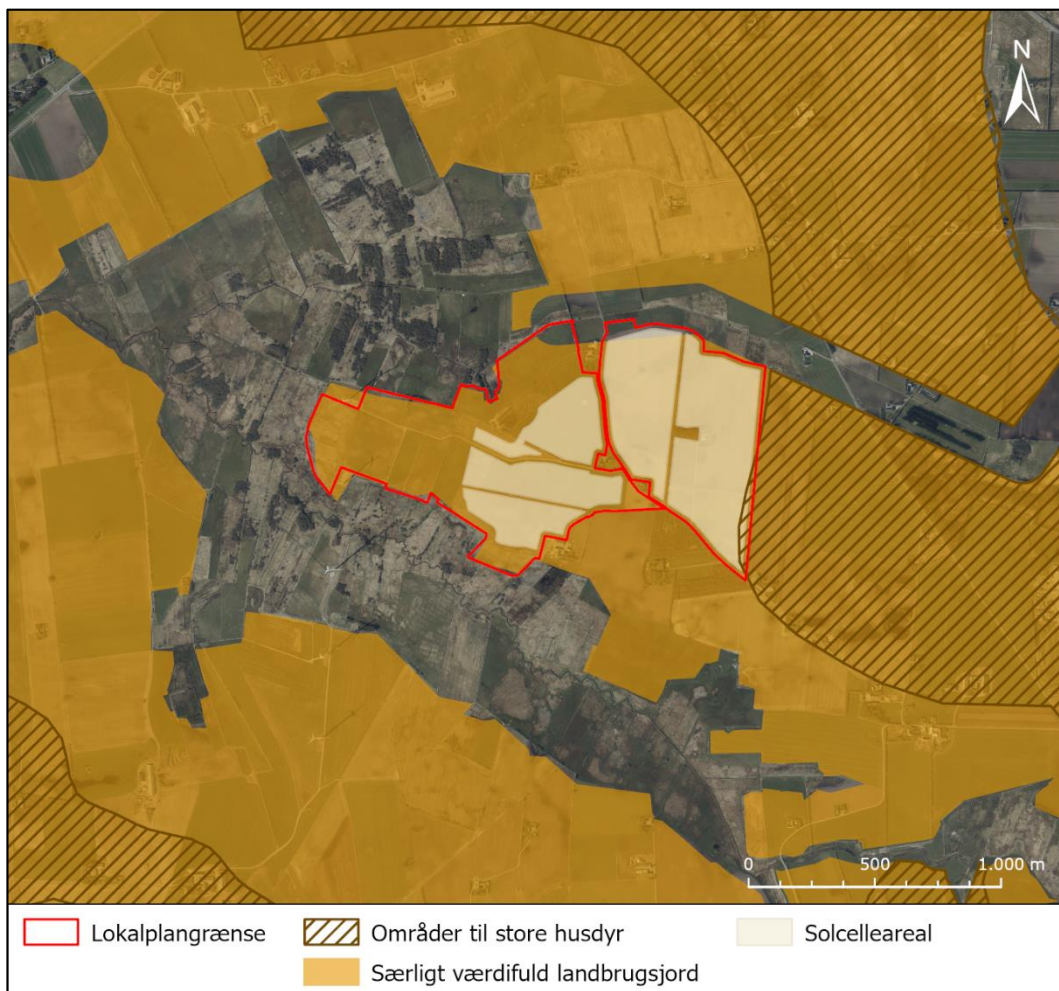 N
0 500 1.000 m
Lokalplangrænse
Områder til store husdyr
Solcelleareal
Særligt værdifuld landbrugsjord